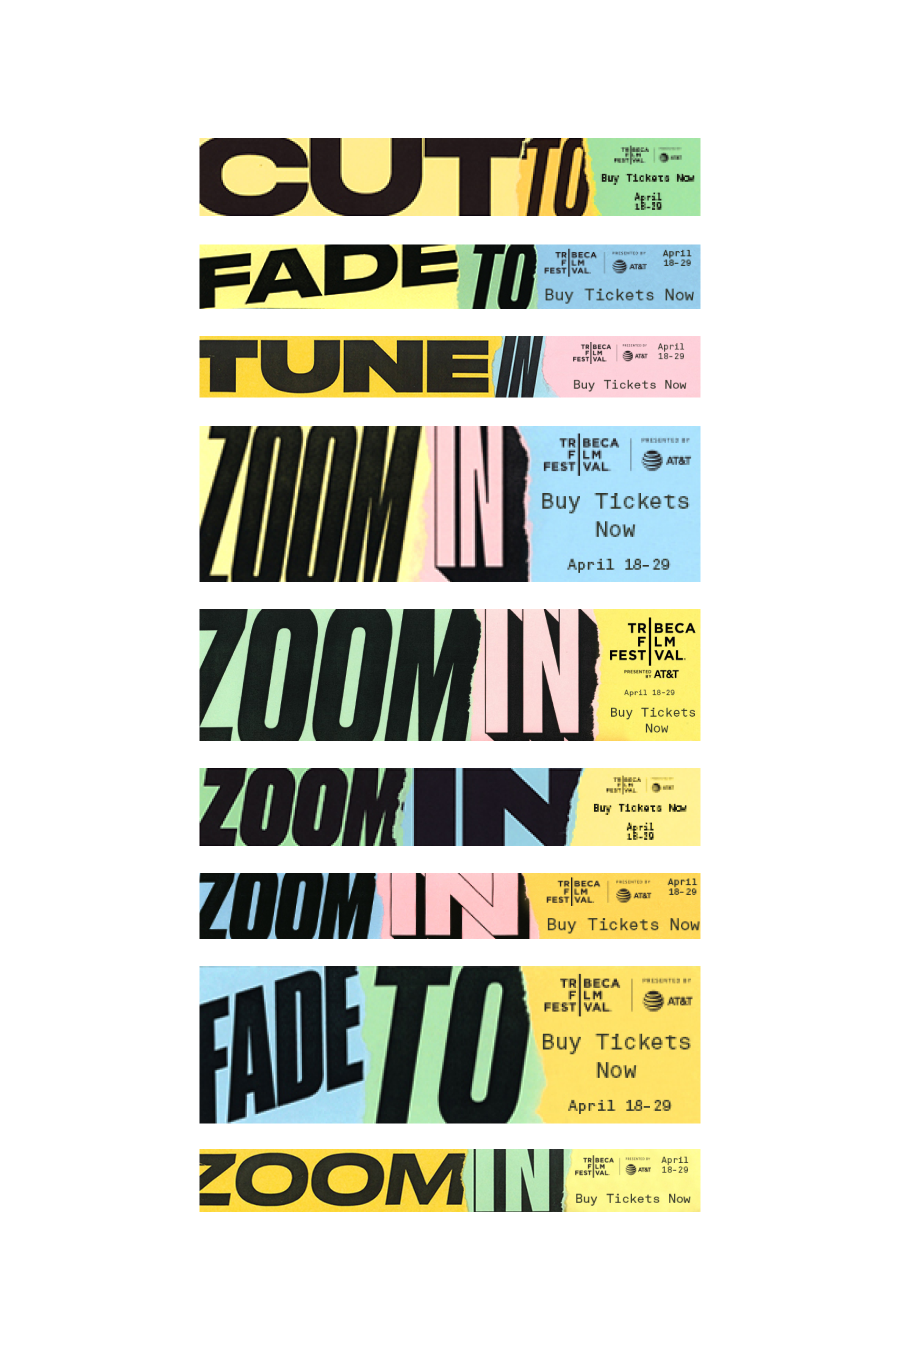 CUT TO
TRIBECA
FILM
FESTIVAL.
AT&T
Buy Tickets Now
April
18-29
FADE TO
TRIBECA
FILM
FESTIVAL.
PRESENTED BY
AT&T
April
18-29
Buy Tickets Now
TUNE IN
TRIBECA
FILM
FESTIVAL.
PRESENTED BY
AT&T
April
18-29
Buy Tickets Now
ZOOM IN
TRIBECA
FILM
FESTIVAL.
PRESENTED BY
AT&T
Buy Tickets
Now
April 18-29
ZOOM IN
TRIBECA
FILM
FESTIVAL.
PRESENTED
BY AT&T
April 18-29
Buy Tickets
Now
ZOOM IN
TRIBECA
FILM
FESTIVAL.
AT&T
Buy Tickets Now
April
18-29
ZOOM IN
TRIBECA
FILM
FESTIVAL.
PRESENTED BY
AT&T
April
18-29
Buy Tickets Now
FADE TO
TRIBECA
FILM
FESTIVAL.
PRESENTED BY
AT&T
Buy Tickets
Now
April 18-29
ZOOM IN
TRIBECA
FILM
FESTIVAL.
PRESENTED BY
AT&T
April
18-29
Buy Tickets Now